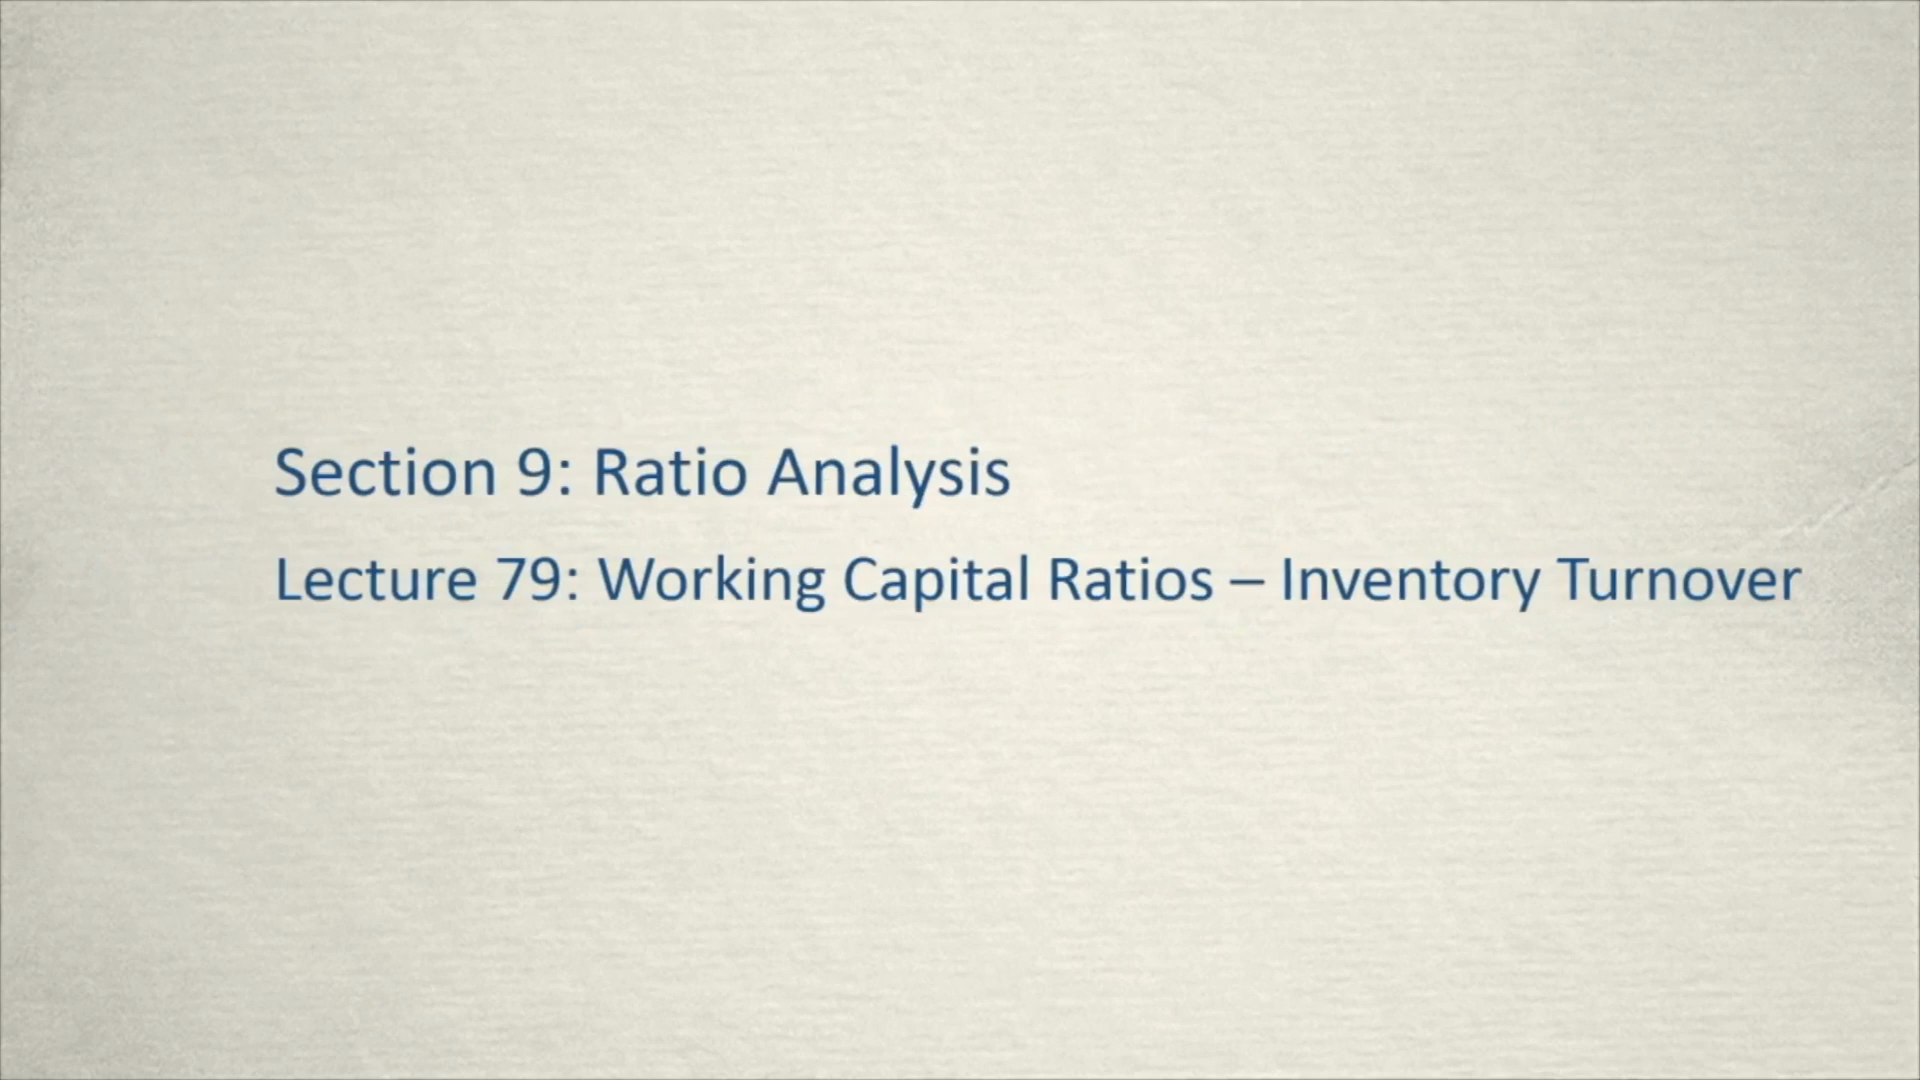 Section 9: Ratio Analysis
Lecture 79: Working Capital Ratios – Inventory Turnover